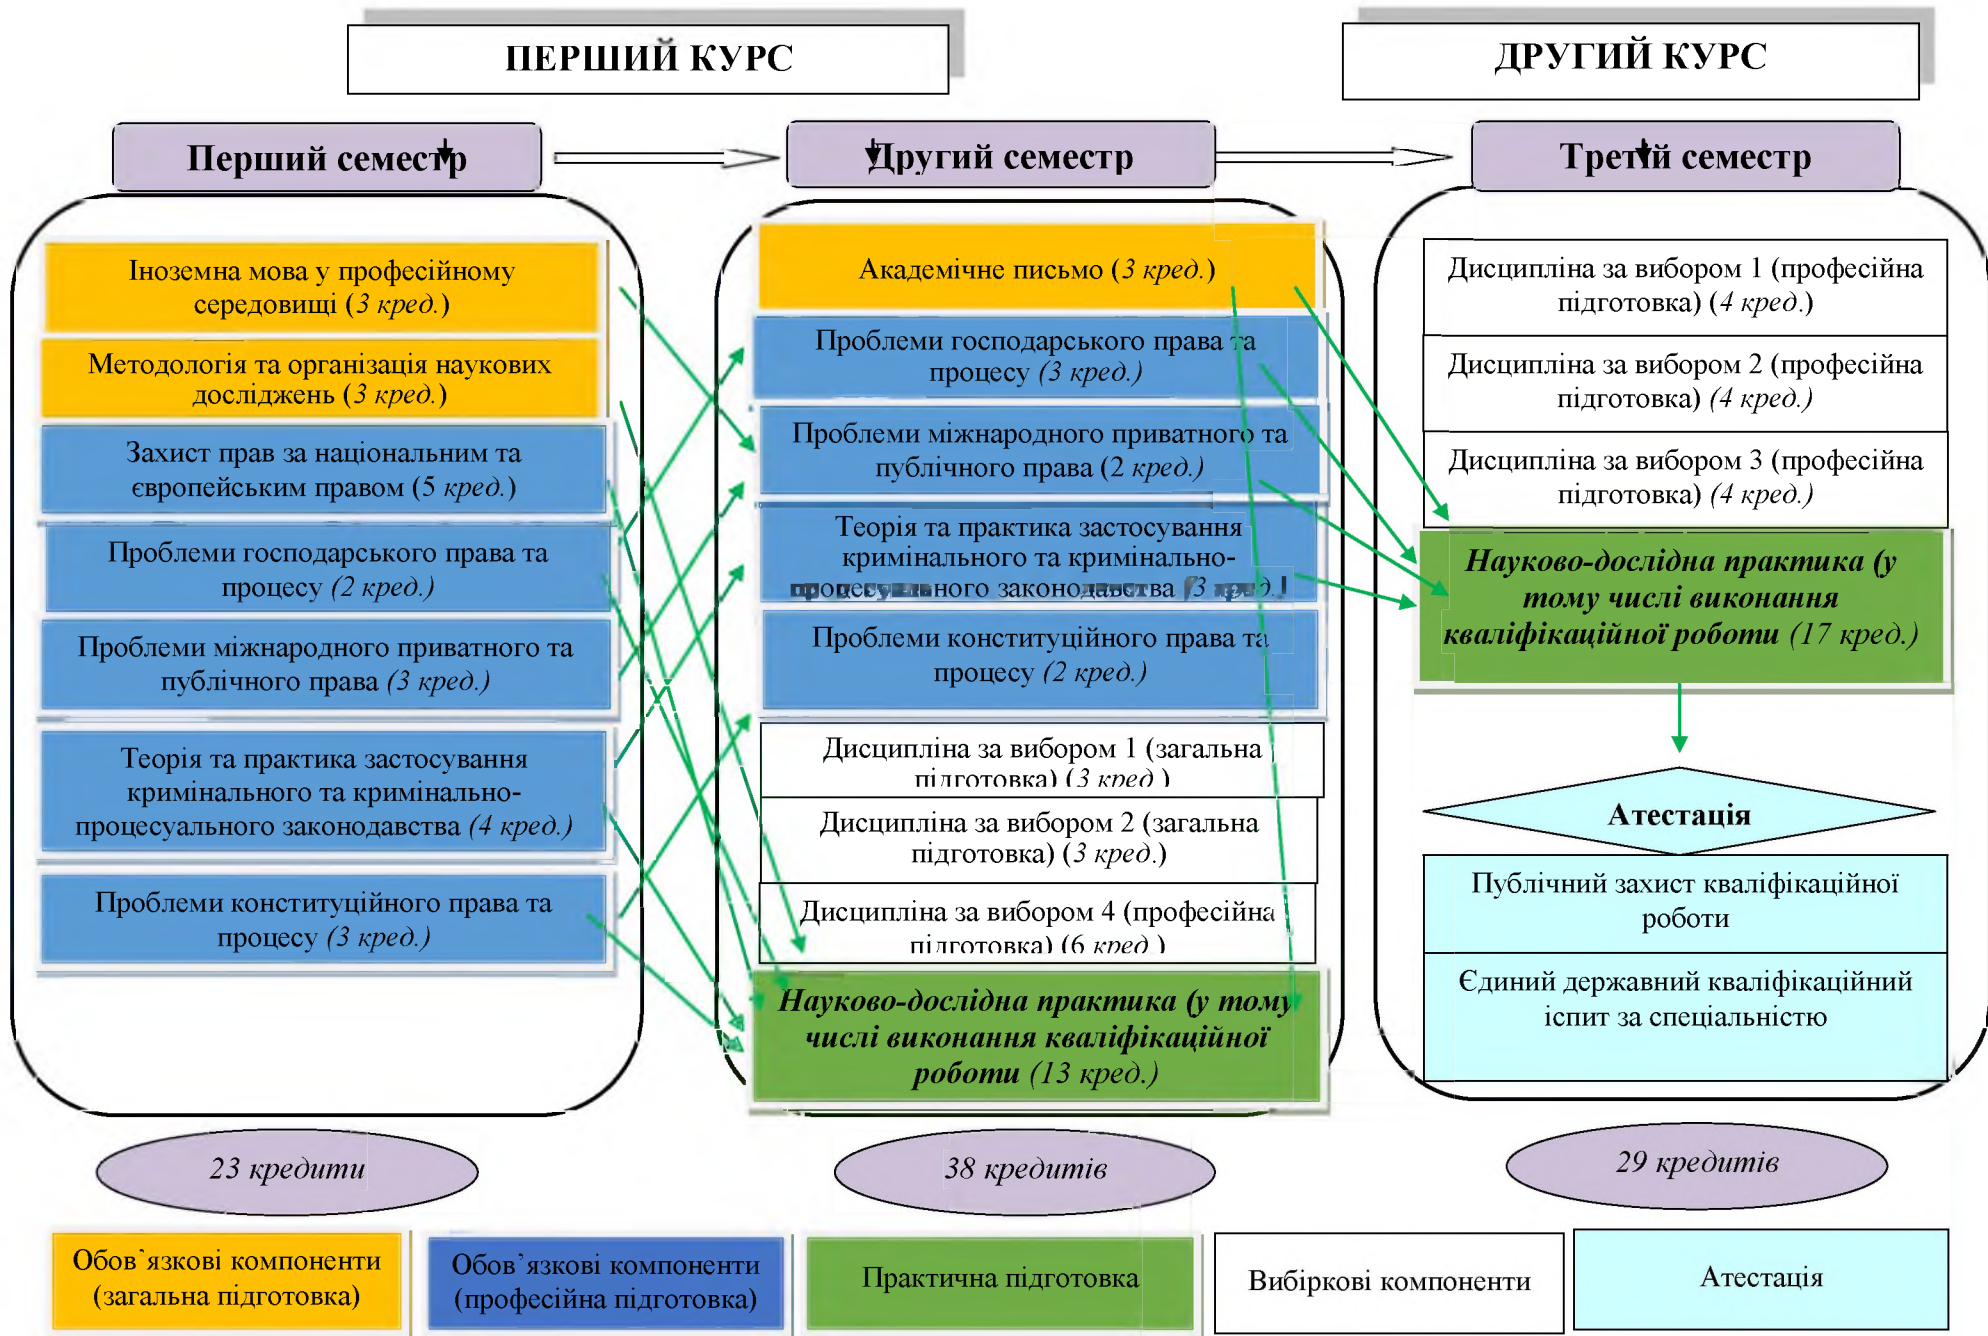 ПЕРШИЙ КУРС
ДРУГИЙ КУРС
Перший семестр
Другий семестр
Третій семестр
Іноземна мова у професійному
середовищі (3 кред.)
Методологія та організація наукових
досліджень (3 кред.)
Захист прав за національним та
європейським правом (5 кред.)
Проблеми господарського права та
процесу (2 кред.)
Проблеми міжнародного приватного та
публічного права (3 кред.)
Теорія та практика застосування
кримінального та кримінально-
процесуального законодавства (4 кред.)
Проблеми конституційного права та
процесу (3 кред.)
Академічне письмо (3 кред.)
Проблеми господарського права та
процесу (3 кред.)
Проблеми міжнародного приватного та
публічного права (2 кред.)
Теорія та практика застосування
кримінального та кримінально-
процесуального законодавства (3 кред.)
Проблеми конституційного права та
процесу (2 кред.)
Дисципліна за вибором 1 (загальна
підготовка) (3 кред.)
Дисципліна за вибором 2 (загальна
підготовка) (3 кред.)
Дисципліна за вибором 4 (професійна
підготовка) (6 кред.)
Науково-дослідна практика (у тому
числі виконання кваліфікаційної
роботи (13 кред.)
Дисципліна за вибором 1 (професійна
підготовка) (4 кред.)
Дисципліна за вибором 2 (професійна
підготовка) (4 кред.)
Дисципліна за вибором 3 (професійна
підготовка) (4 кред.)
Науково-дослідна практика (у
тому числі виконання
кваліфікаційної роботи (17 кред.)
Атестація
Публічний захист кваліфікаційної
роботи
Єдиний державний кваліфікаційний
іспит за спеціальністю
23 кредити
38 кредитів
29 кредитів
Обов`язкові компоненти
(загальна підготовка)
Обов`язкові компоненти
(професійна підготовка)
Практична підготовка
Вибіркові компоненти
Атестація